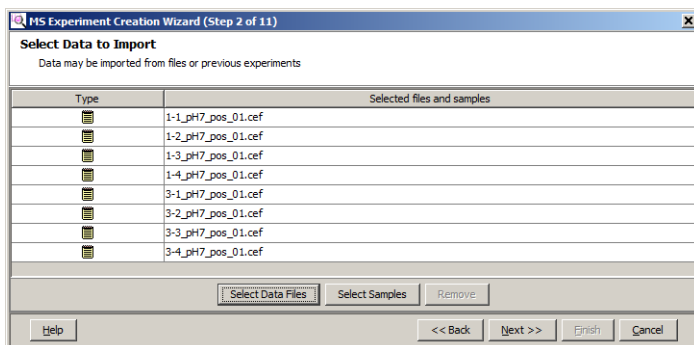 MS Experiment Creation Wizard (Step 2 of 11)
Select Data to Import
Data may be imported from files or previous experiments
Type Selected files and samples
1-1_pH7_pos_01.cef
1-2_pH7_pos_01.cef
1-3_pH7_pos_01.cef
1-4_pH7_pos_01.cef
3-1_pH7_pos_01.cef
3-2_pH7_pos_01.cef
3-3_pH7_pos_01.cef
3-4_pH7_pos_01.cef
Select Data Files Select Samples Remove
Help << Back Next >> Finish Cancel